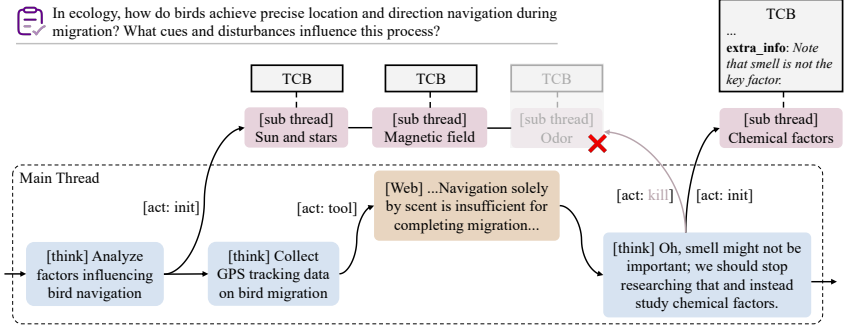 In ecology, how do birds achieve precise location and direction navigation during
migration? What cues and disturbances influence this process?
TCB
...
extra_info: Note
that smell is not the
key factor.
TCB
TCB
TCB
[sub thread]
Sun and stars
[sub thread]
Magnetic field
[sub thread]
Odor
[sub thread]
Chemical factors
Main Thread
[act: init]
[act: tool]
[Web] ...Navigation solely
by scent is insufficient for
completing migration...
[act: kill]
[act: init]
[think] Analyze
factors influencing
bird navigation
[think] Collect
GPS tracking data
on bird migration
[think] Oh, smell might not be
important; we should stop
researching that and instead
study chemical factors.